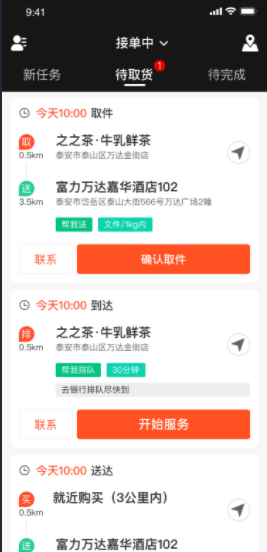 9:41
接单中
新任务 待取货 1 待完成
今天10:00 取件
取 之之茶·牛乳鲜茶
0.5km 泰安市泰山区万达金街店
送 富力万达嘉华酒店102
3.5km 泰安市岱岳区泰山大街566号万达广场2幢
帮我送 文件/1kg内
联系 确认取件
今天10:00 到达
排 之之茶·牛乳鲜茶
0.5km 泰安市泰山区万达金街店
帮我排队 30分钟
去银行排队尽快到
联系 开始服务
今天10:00 送达
买 就近购买（3公里内）
0.5km
送 富力万达嘉华酒店102